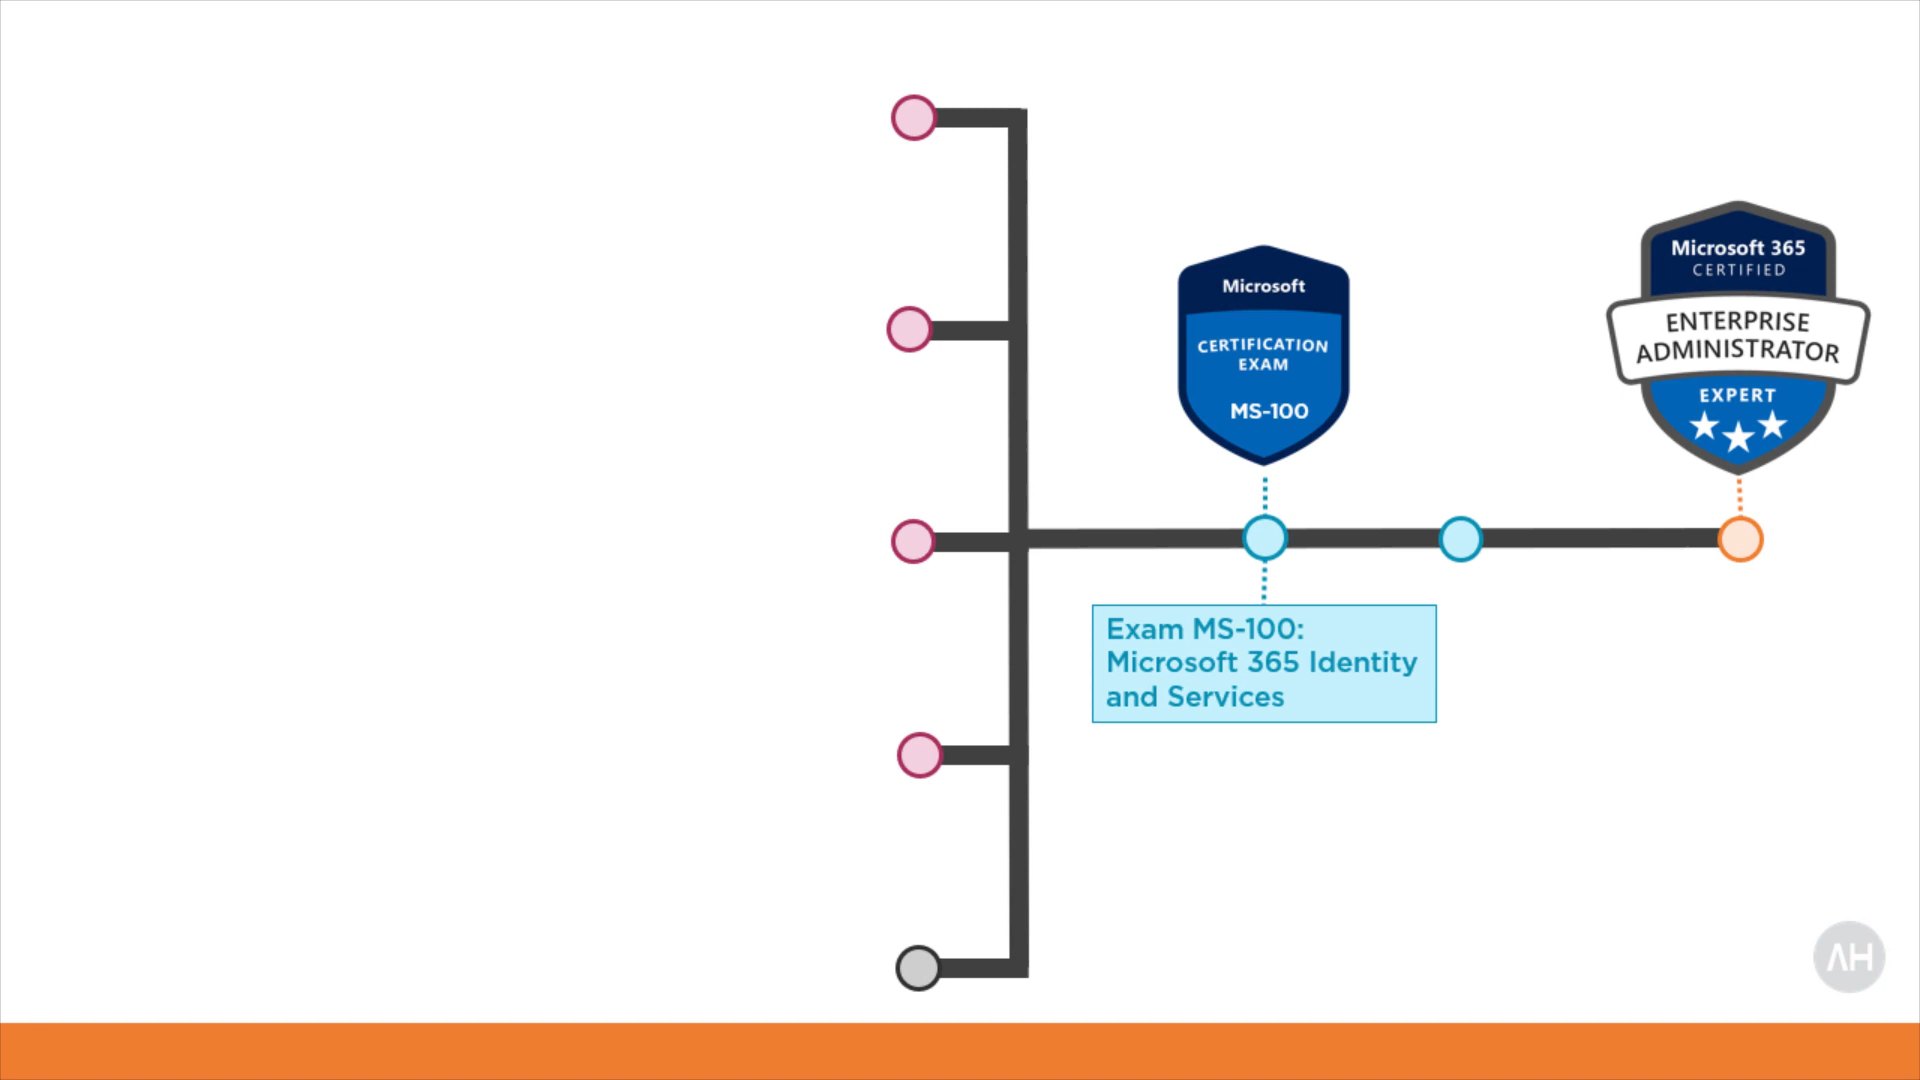 Microsoft
CERTIFICATION
EXAM
MS-100
Microsoft 365
CERTIFIED
ENTERPRISE
ADMINISTRATOR
EXPERT
Exam MS-100:
Microsoft 365 Identity
and Services
AH